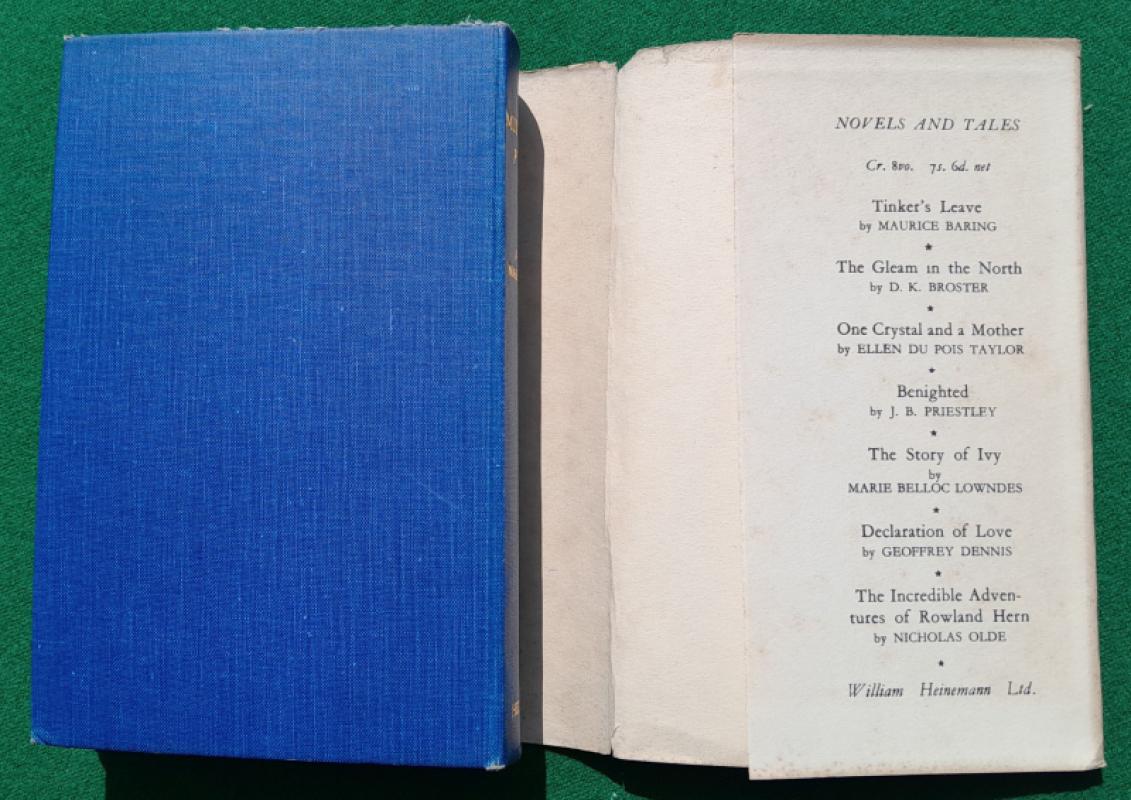 NOVELS AND TALES
Cr. 8vo. 7s. 6d. net
Tinker's Leave
by MAURICE BARING
★
The Gleam in the North
by D. K. BROSTER
★
One Crystal and a Mother
by ELLEN DU POIS TAYLOR
★
Benighted
by J. B. PRIESTLEY
★
The Story of Ivy
by
MARIE BELLOC LOWNDES
★
Declaration of Love
by GEOFFREY DENNIS
★
The Incredible Adven-
tures of Rowland Hern
by NICHOLAS OLDE
★
William Heinemann Ltd.